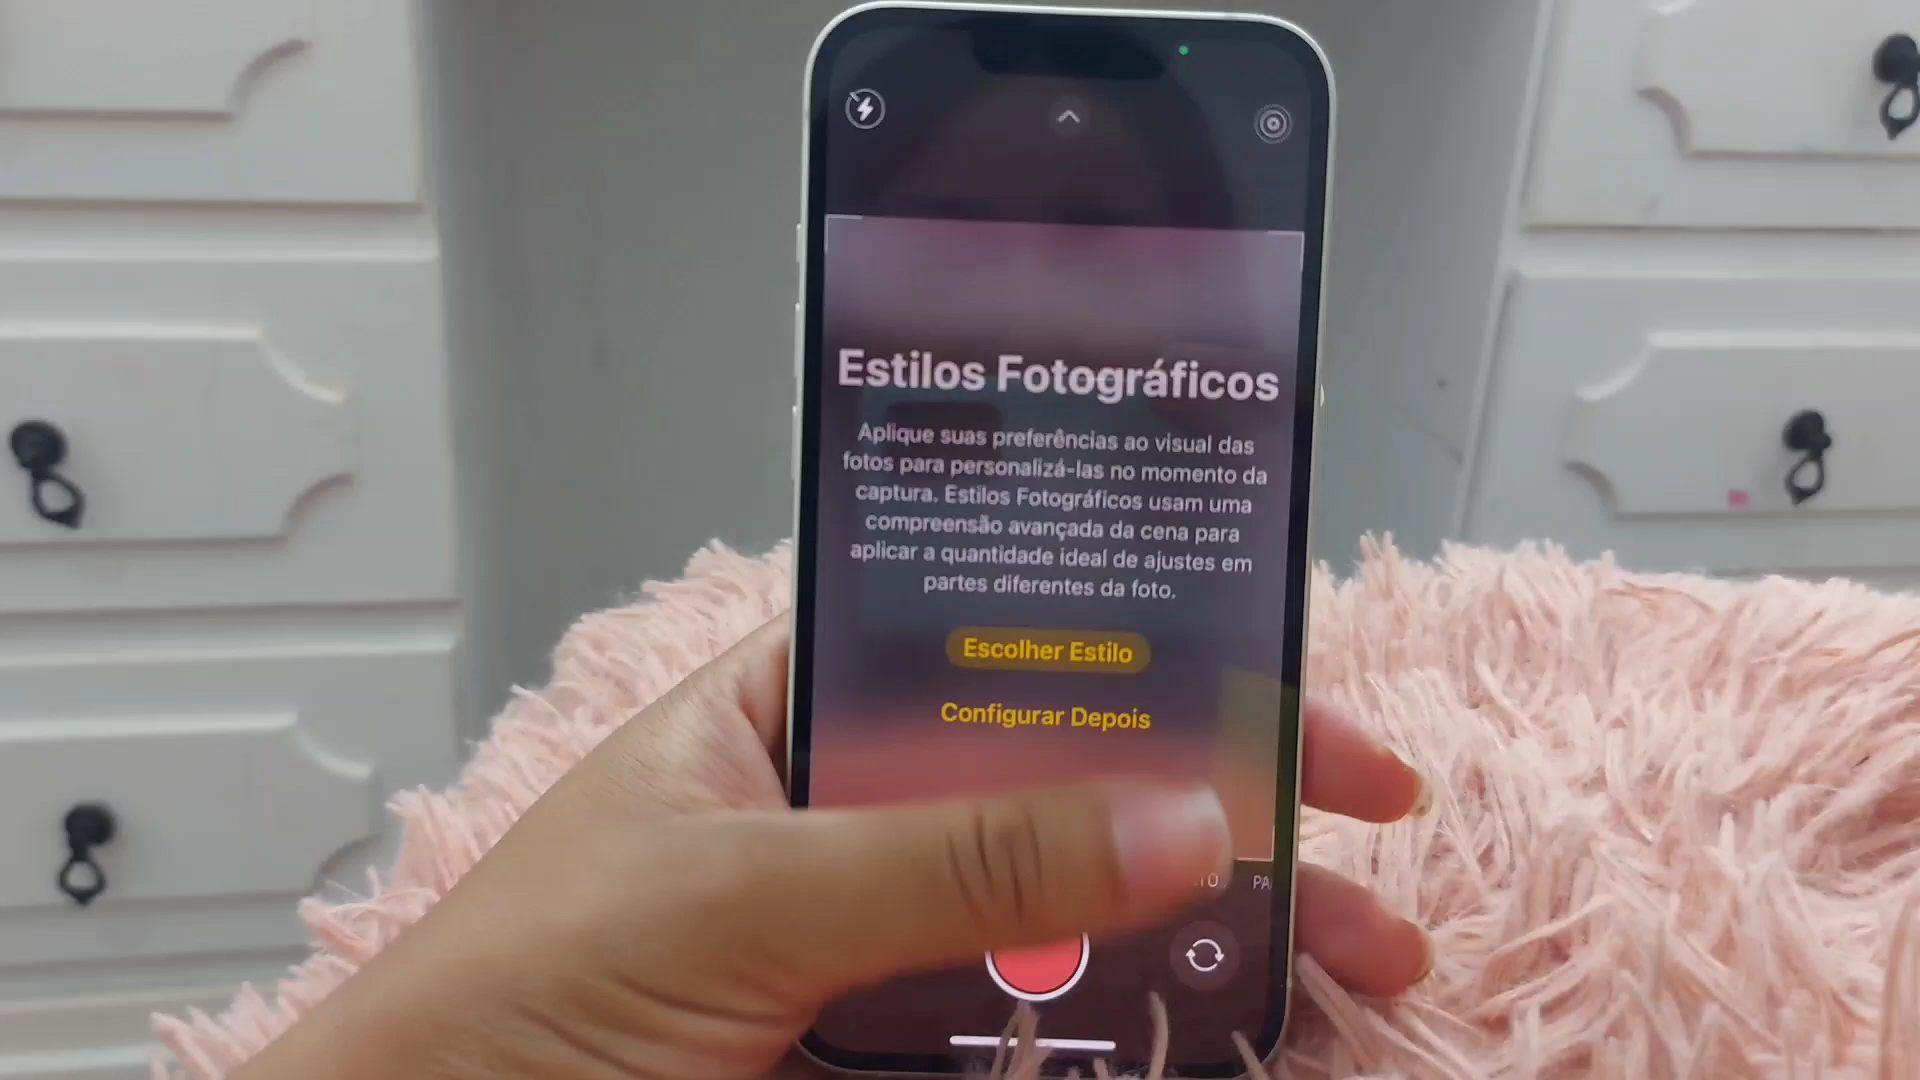 Estilos Fotográficos
Aplique suas preferências ao visual das
fotos para personalizá-las no momento da
captura. Estilos Fotográficos usam uma
compreensão avançada da cena para
aplicar a quantidade ideal de ajustes em
partes diferentes da foto.
Escolher Estilo
Configurar Depois